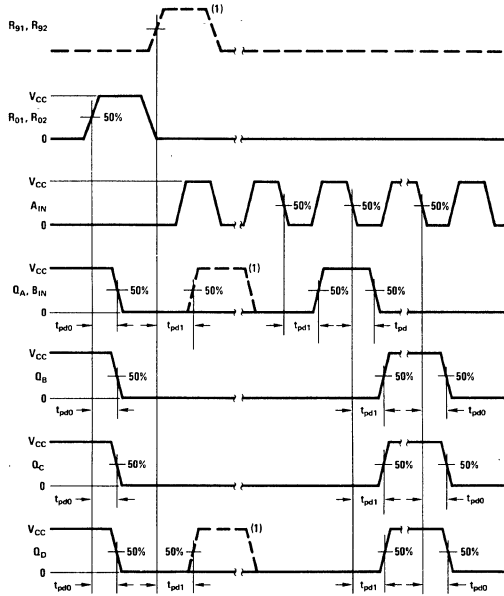 (1)
R91, R92
VCC
R01, R02
50%
0
VCC
AIN
50%
50%
50%
0
VCC
(1)
QA, BIN
50%
50%
50%
50%
0
tpd0
tpd1
tpd1
tpd
VCC
QB
50%
50%
50%
0
tpd0
tpd1
tpd0
VCC
QC
50%
50%
50%
0
tpd0
tpd1
tpd0
VCC
(1)
QD
50%
50%
50%
50%
0
tpd0
tpd1
tpd1
tpd0